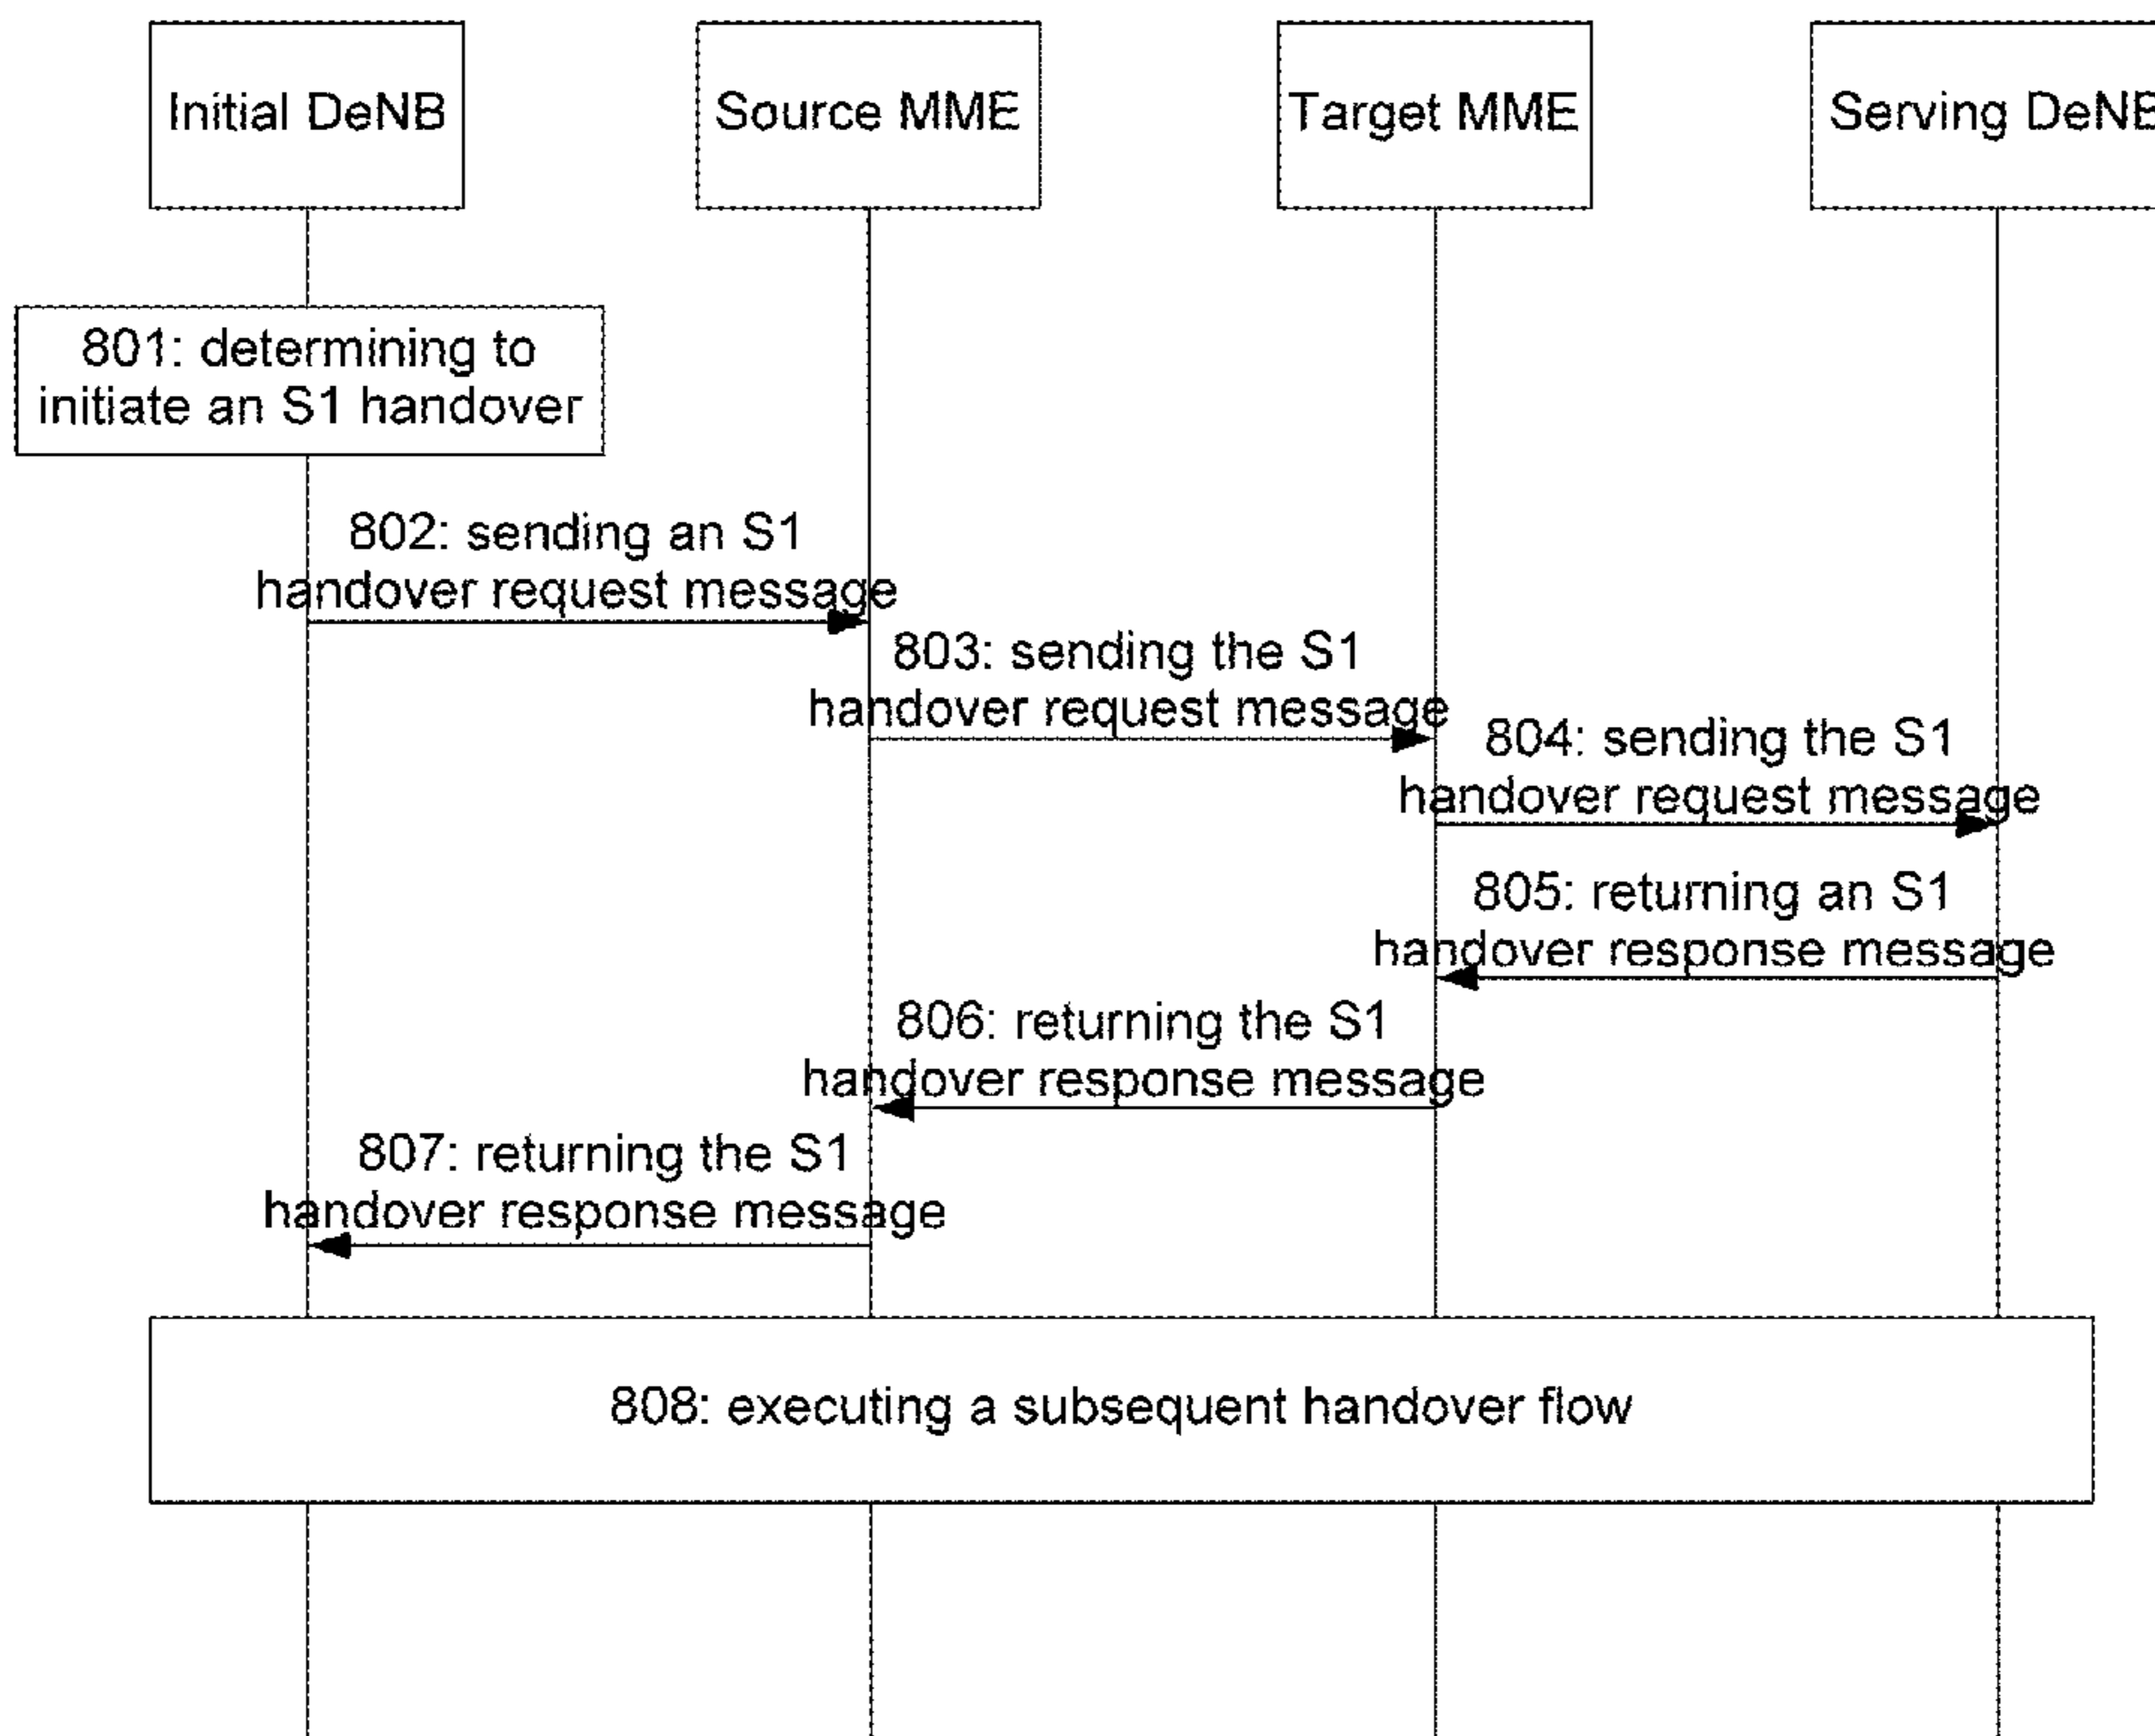 Initial DeNB
Source MME
Target MME
Serving DeNB
801: determining to
initiate an S1 handover
802: sending an S1
handover request message
803: sending the S1
handover request message
804: sending the S1
handover request message
805: returning an S1
handover response message
806: returning the S1
handover response message
807: returning the S1
handover response message
808: executing a subsequent handover flow